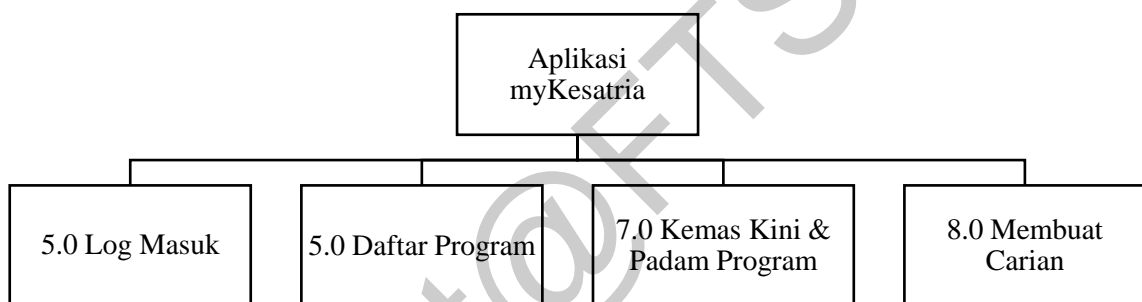 Aplikasi
myKesatria
5.0 Log Masuk
5.0 Daftar Program
7.0 Kemas Kini &
Padam Program
8.0 Membuat
Carian
t@FTS